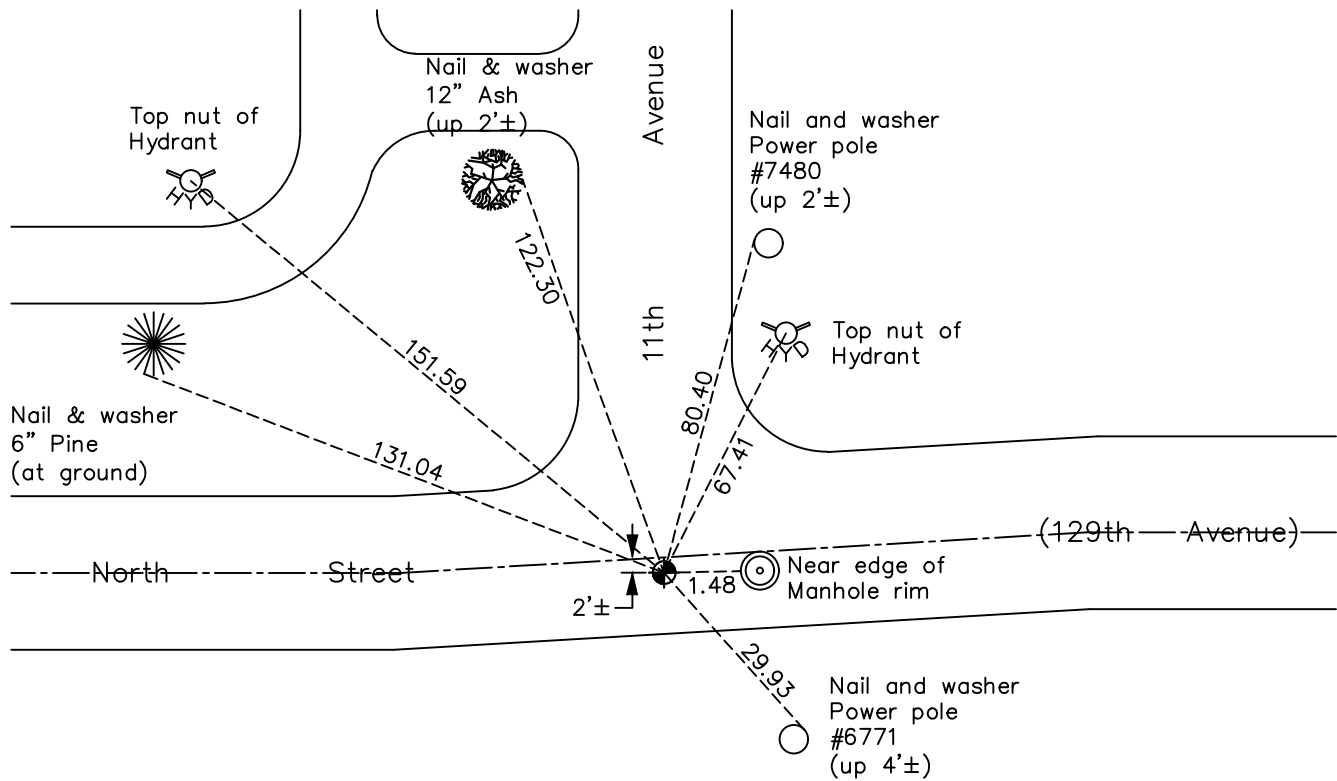 Nail & washer
12" Ash
(up 2'±)
Avenue
11th
Top nut of
Hydrant
HYD
Nail and washer
Power pole
#7480
(up 2'±)
122.30
151.59
80.40
67.41
HYD
Top nut of
Hydrant
Nail & washer
6" Pine
(at ground)
131.04
(129th Avenue)
North Street
2'±
1.48
Near edge of
Manhole rim
29.93
Nail and washer
Power pole
#6771
(up 4'±)